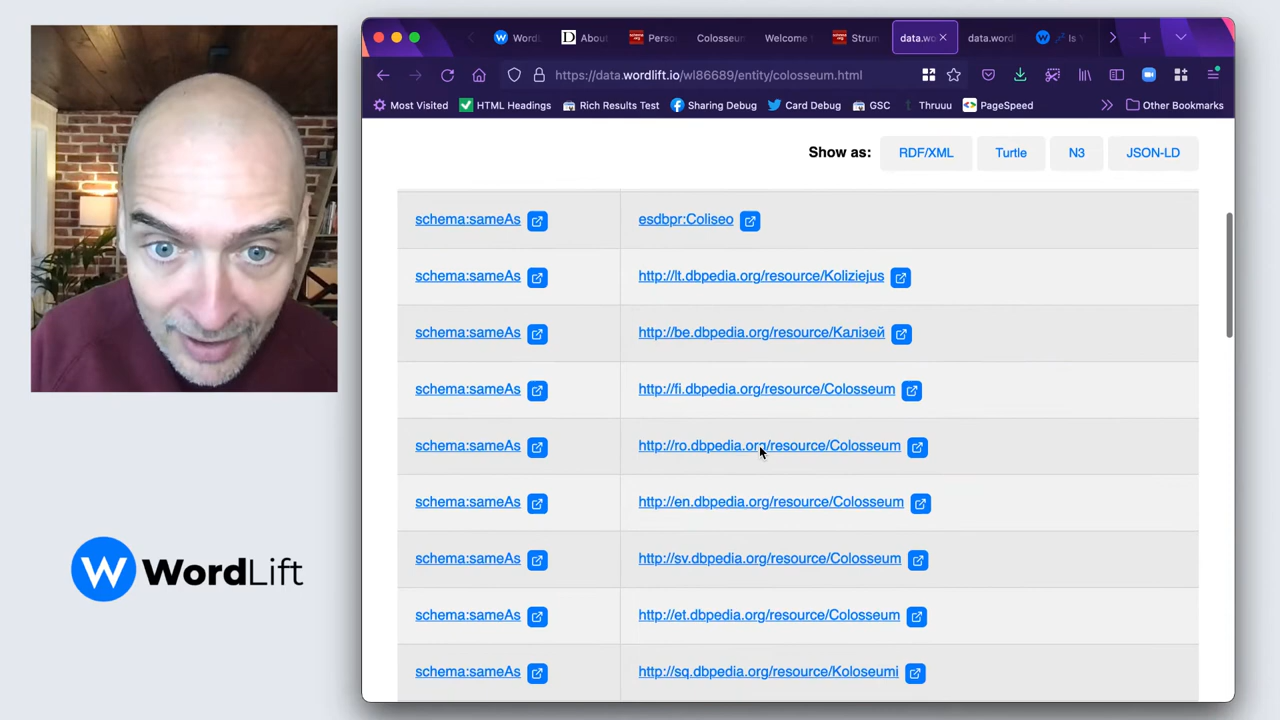 Word
Abou
Perso
Colosseu
Welcome
Strum
data.wo
data.word
Is Y
https://data.wordlift.io/wl86689/entity/colosseum.html
Most Visited
HTML Headings
Rich Results Test
Sharing Debug
Card Debug
GSC
Thruu
PageSpeed
Other Bookmarks
Show as:
RDF/XML
Turtle
N3
JSON-LD
schema:sameAs esdbpr:Coliseo
schema:sameAs http://lt.dbpedia.org/resource/Koliziejus
schema:sameAs http://be.dbpedia.org/resource/Калізей
schema:sameAs http://fi.dbpedia.org/resource/Colosseum
schema:sameAs http://ro.dbpedia.org/resource/Colosseum
schema:sameAs http://en.dbpedia.org/resource/Colosseum
schema:sameAs http://sv.dbpedia.org/resource/Colosseum
schema:sameAs http://et.dbpedia.org/resource/Colosseum
schema:sameAs http://sq.dbpedia.org/resource/Koloseumi
WordLift